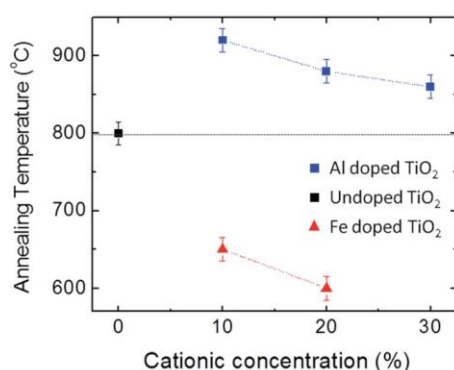 Annealing Temperature (°C)
900
800
700
600
Al doped TiO₂
Undoped TiO₂
Fe doped TiO₂
0 10 20 30
Cationic concentration (%)